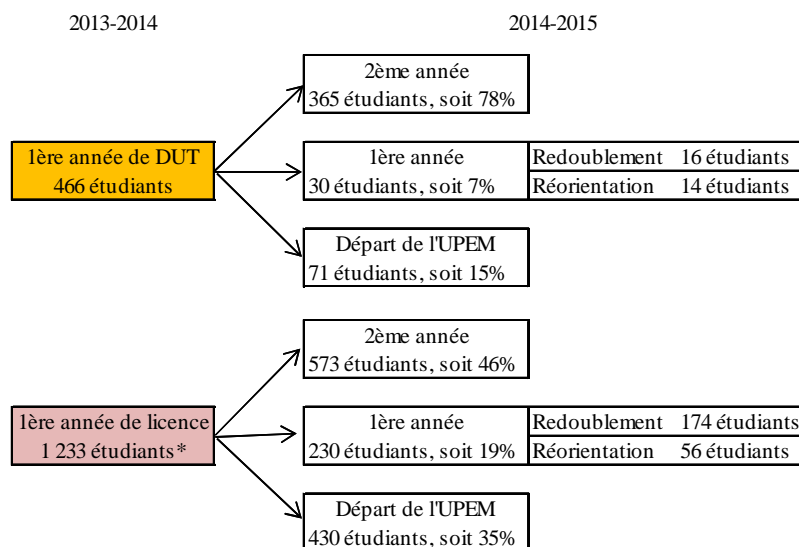 2013-2014
2014-2015
2ème année
365 étudiants, soit 78%
1ère année de DUT
466 étudiants
1ère année
30 étudiants, soit 7%
Redoublement 16 étudiants
Réorientation 14 étudiants
Départ de l'UPEM
71 étudiants, soit 15%
2ème année
573 étudiants, soit 46%
1ère année de licence
1 233 étudiants*
1ère année
230 étudiants, soit 19%
Redoublement 174 étudiants
Réorientation 56 étudiants
Départ de l'UPEM
430 étudiants, soit 35%